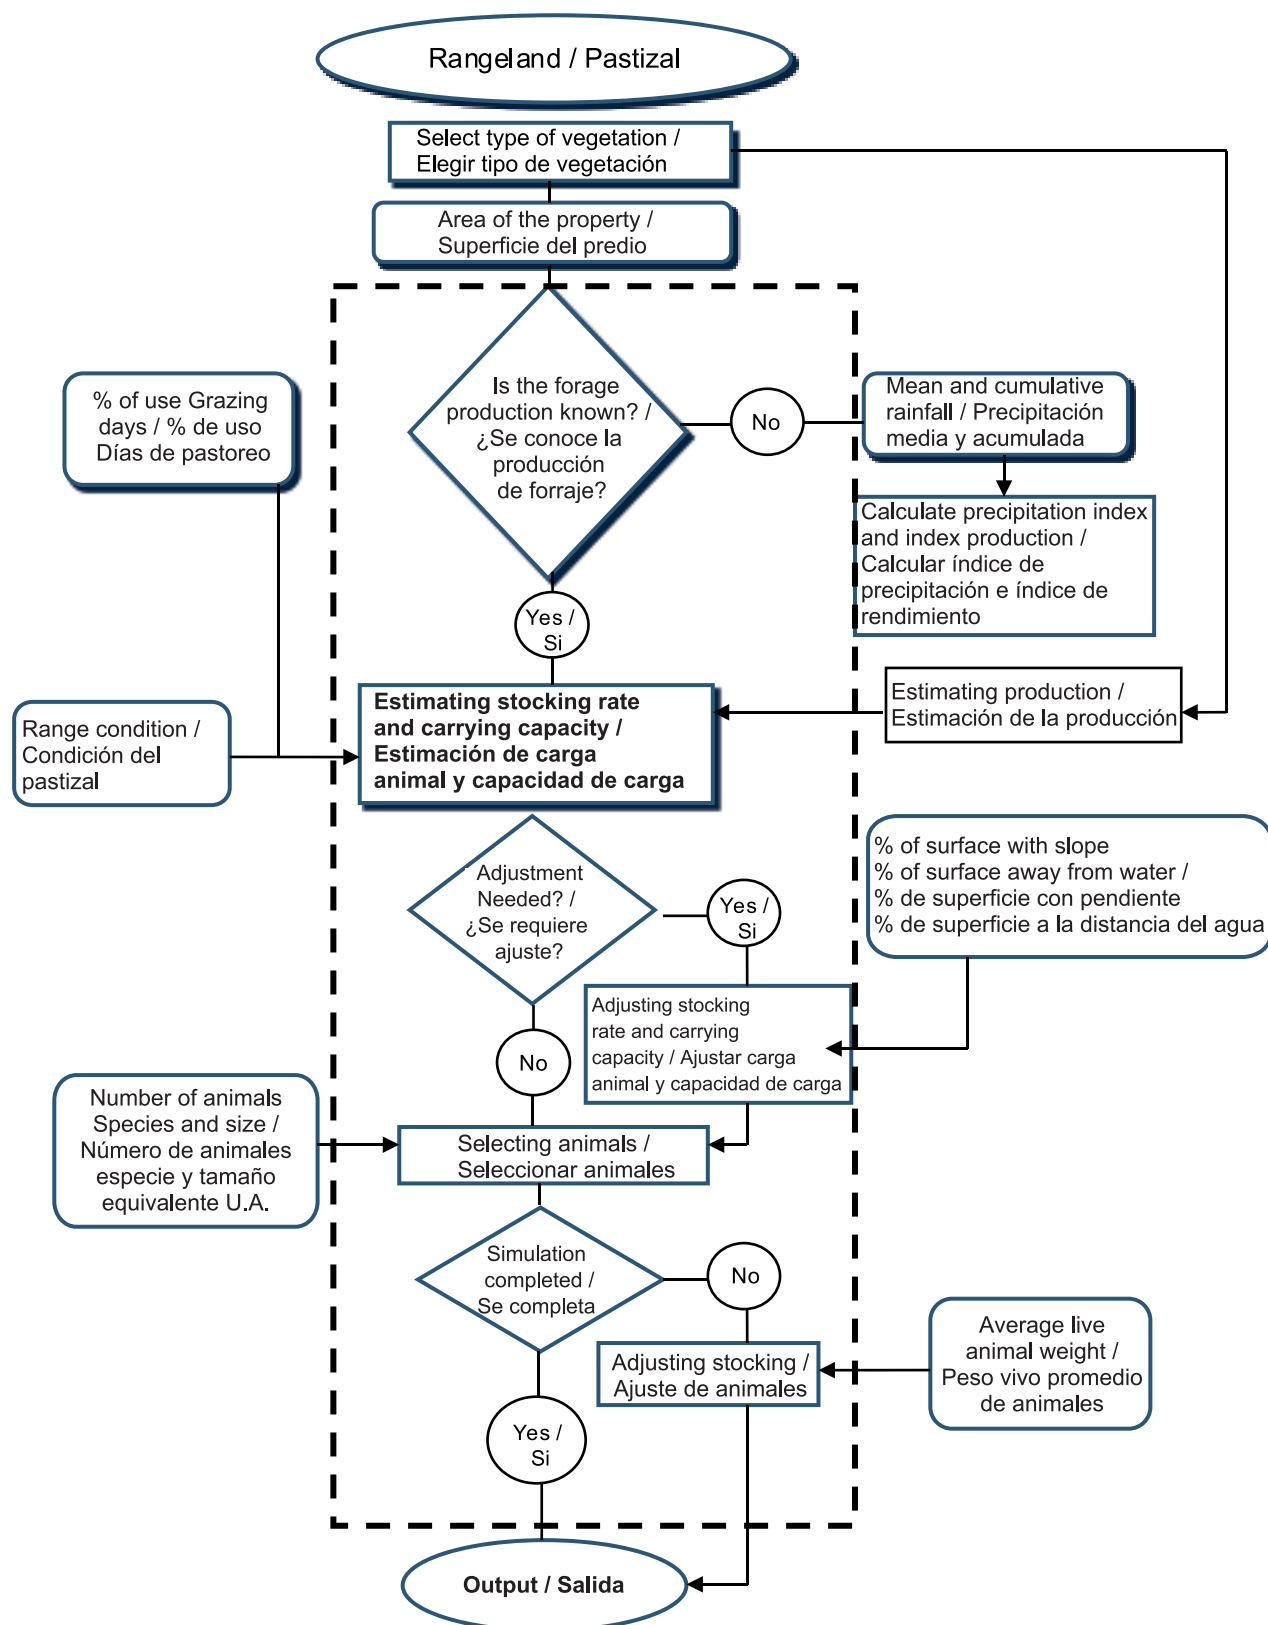 Rangeland / Pastizal
Select type of vegetation /
Elegir tipo de vegetación
Area of the property /
Superficie del predio
Is the forage
production known? /
¿Se conoce la
producción
de forraje?
No
Mean and cumulative
rainfall / Precipitación
media y acumulada
% of use Grazing
days / % de uso
Días de pastoreo
Calculate precipitation index
and index production /
Calcular índice de
precipitación e índice de
rendimiento
Yes /
Si
Estimating stocking rate
and carrying capacity /
Estimación de carga
animal y capacidad de carga
Estimating production /
Estimación de la producción
Range condition /
Condición del
pastizal
% of surface with slope
% of surface away from water /
% de superficie con pendiente
% de superficie a la distancia del agua
Adjustment
Needed? /
¿Se requiere
ajuste?
Yes /
Si
Adjusting stocking
rate and carrying
capacity / Ajustar carga
animal y capacidad de carga
No
Number of animals
Species and size /
Número de animales
especie y tamaño
equivalente U.A.
Selecting animals /
Seleccionar animales
Simulation
completed /
Se completa
No
Adjusting stocking /
Ajuste de animales
Average live
animal weight /
Peso vivo promedio
de animales
Yes /
Si
Output / Salida